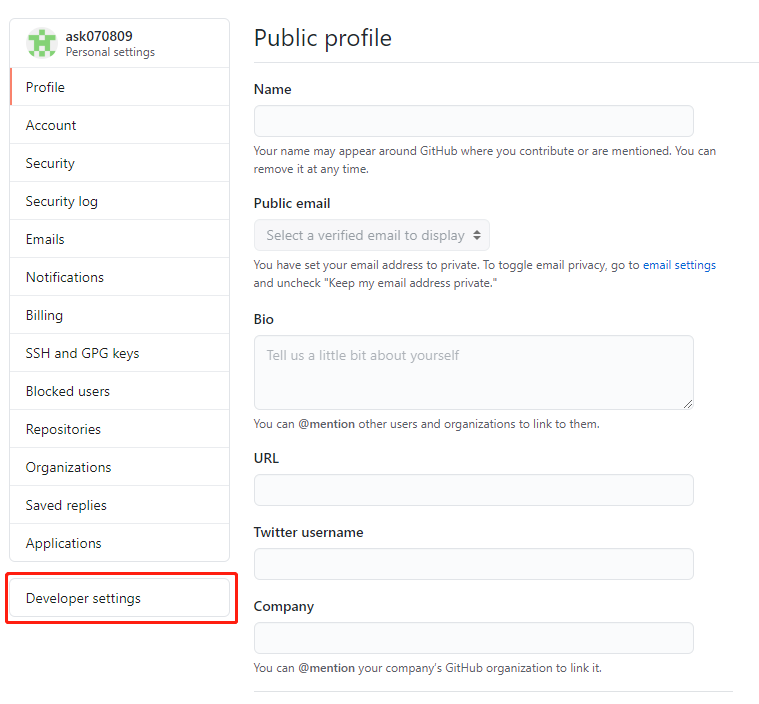 ask070809
Personal settings
Profile
Account
Security
Security log
Emails
Notifications
Billing
SSH and GPG keys
Blocked users
Repositories
Organizations
Saved replies
Applications
Developer settings
Public profile
Name
Your name may appear around GitHub where you contribute or are mentioned. You can
remove it at any time.
Public email
Select a verified email to display
You have set your email address to private. To toggle email privacy, go to email settings
and uncheck "Keep my email address private."
Bio
Tell us a little bit about yourself
You can @mention other users and organizations to link to them.
URL
Twitter username
Company
You can @mention your company's GitHub organization to link it.